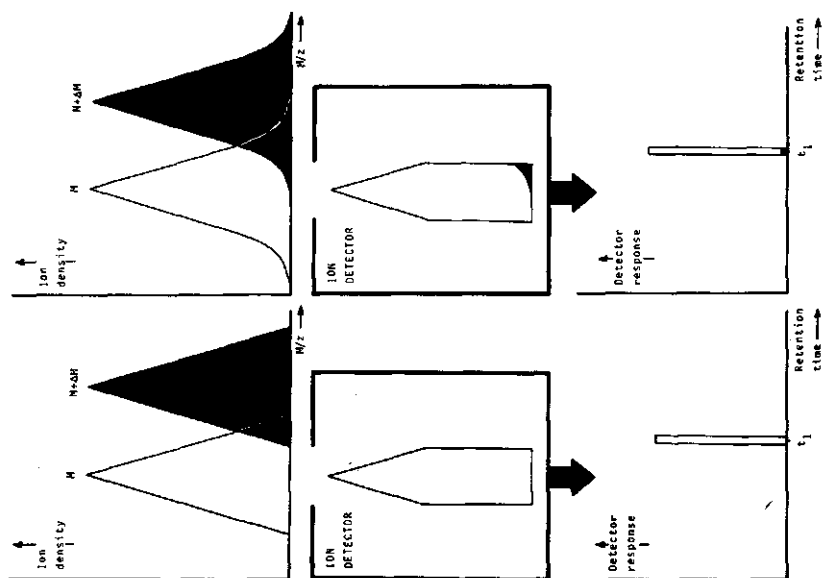 Ion
density
M
M+ΔM
M/z
Ion
density
M
M+ΔM
M/z
ION
DETECTOR
ION
DETECTOR
Detector
response
t1
Retention
time
Detector
response
t1
Retention
time